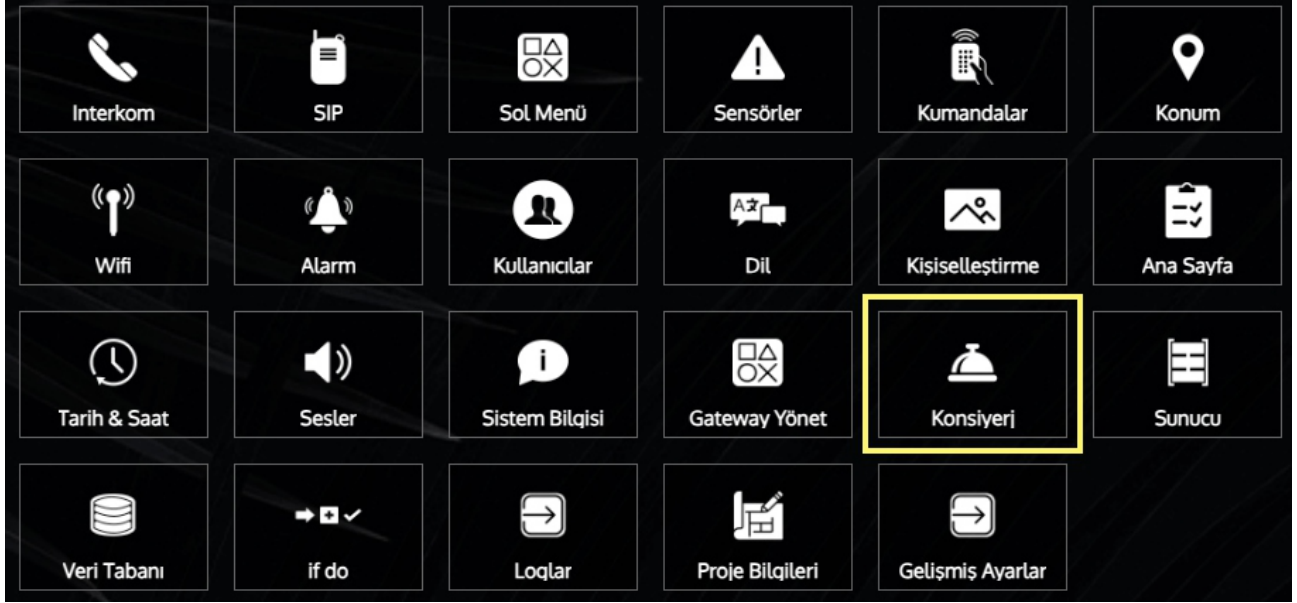 Interkom
SIP
Sol Menü
Sensörler
Kumandalar
Konum
Wifi
Alarm
Kullanıcılar
Dil
Kişiselleştirme
Ana Sayfa
Tarih & Saat
Sesler
Sistem Bilgisi
Gateway Yönet
Konsiyerj
Sunucu
Veri Tabanı
if do
Loglar
Proje Bilgileri
Gelişmiş Ayarlar